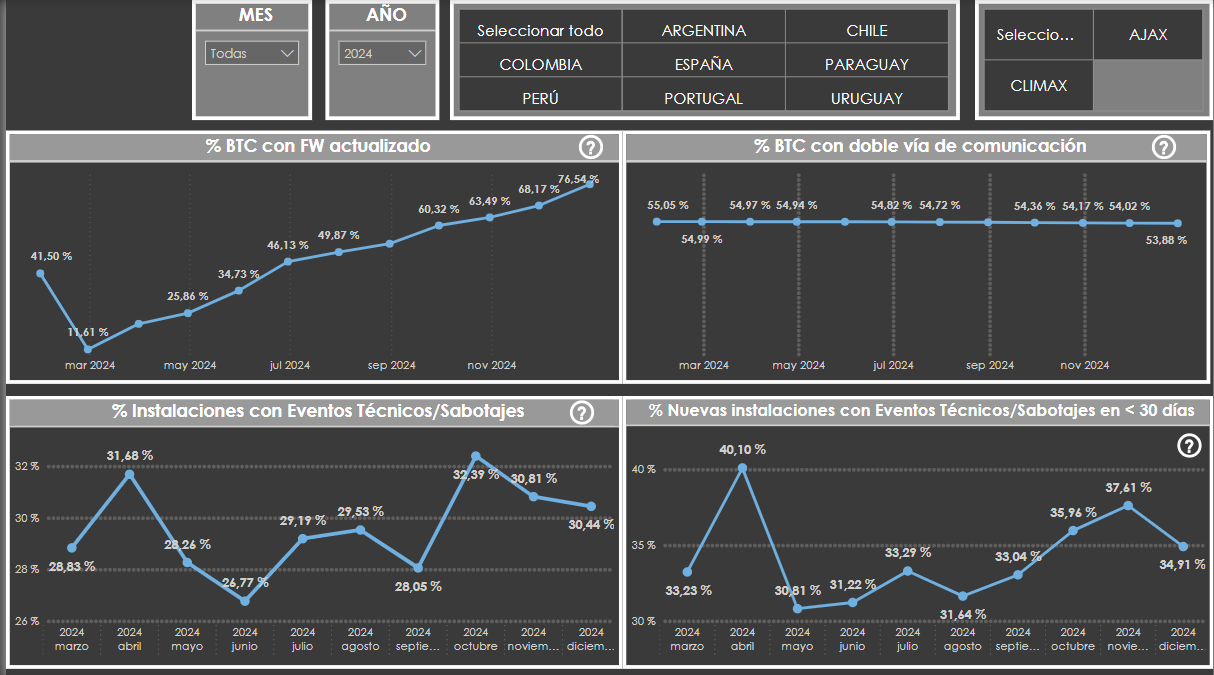 MES
AÑO
Todas
2024
Seleccionar todo
ARGENTINA
CHILE
COLOMBIA
ESPAÑA
PARAGUAY
PERÚ
PORTUGAL
URUGUAY
Seleccio...
AJAX
CLIMAX
% BTC con FW actualizado
?
41,50 %
11,61 %
25,86 %
34,73 %
46,13 %
49,87 %
60,32 %
63,49 %
68,17 %
76,54 %
mar 2024
may 2024
jul 2024
sep 2024
nov 2024
% BTC con doble vía de comunicación
?
55,05 %
54,99 %
54,97 %
54,94 %
54,82 %
54,72 %
54,36 %
54,17 %
54,02 %
53,88 %
mar 2024
may 2024
jul 2024
sep 2024
nov 2024
% Instalaciones con Eventos Técnicos/Sabotajes
?
32 %
30 %
28 %
26 %
28,83 %
31,68 %
28,26 %
26,77 %
29,19 %
29,53 %
28,05 %
32,39 %
30,81 %
30,44 %
2024
marzo
2024
abril
2024
mayo
2024
junio
2024
julio
2024
agosto
2024
septie...
2024
octubre
2024
noviem...
2024
diciem...
% Nuevas instalaciones con Eventos Técnicos/Sabotajes en < 30 días
?
40 %
35 %
30 %
33,23 %
40,10 %
30,81 %
31,22 %
33,29 %
31,64 %
33,04 %
35,96 %
37,61 %
34,91 %
2024
marzo
2024
abril
2024
mayo
2024
junio
2024
julio
2024
agosto
2024
septie...
2024
octubre
2024
novie...
2024
diciem...